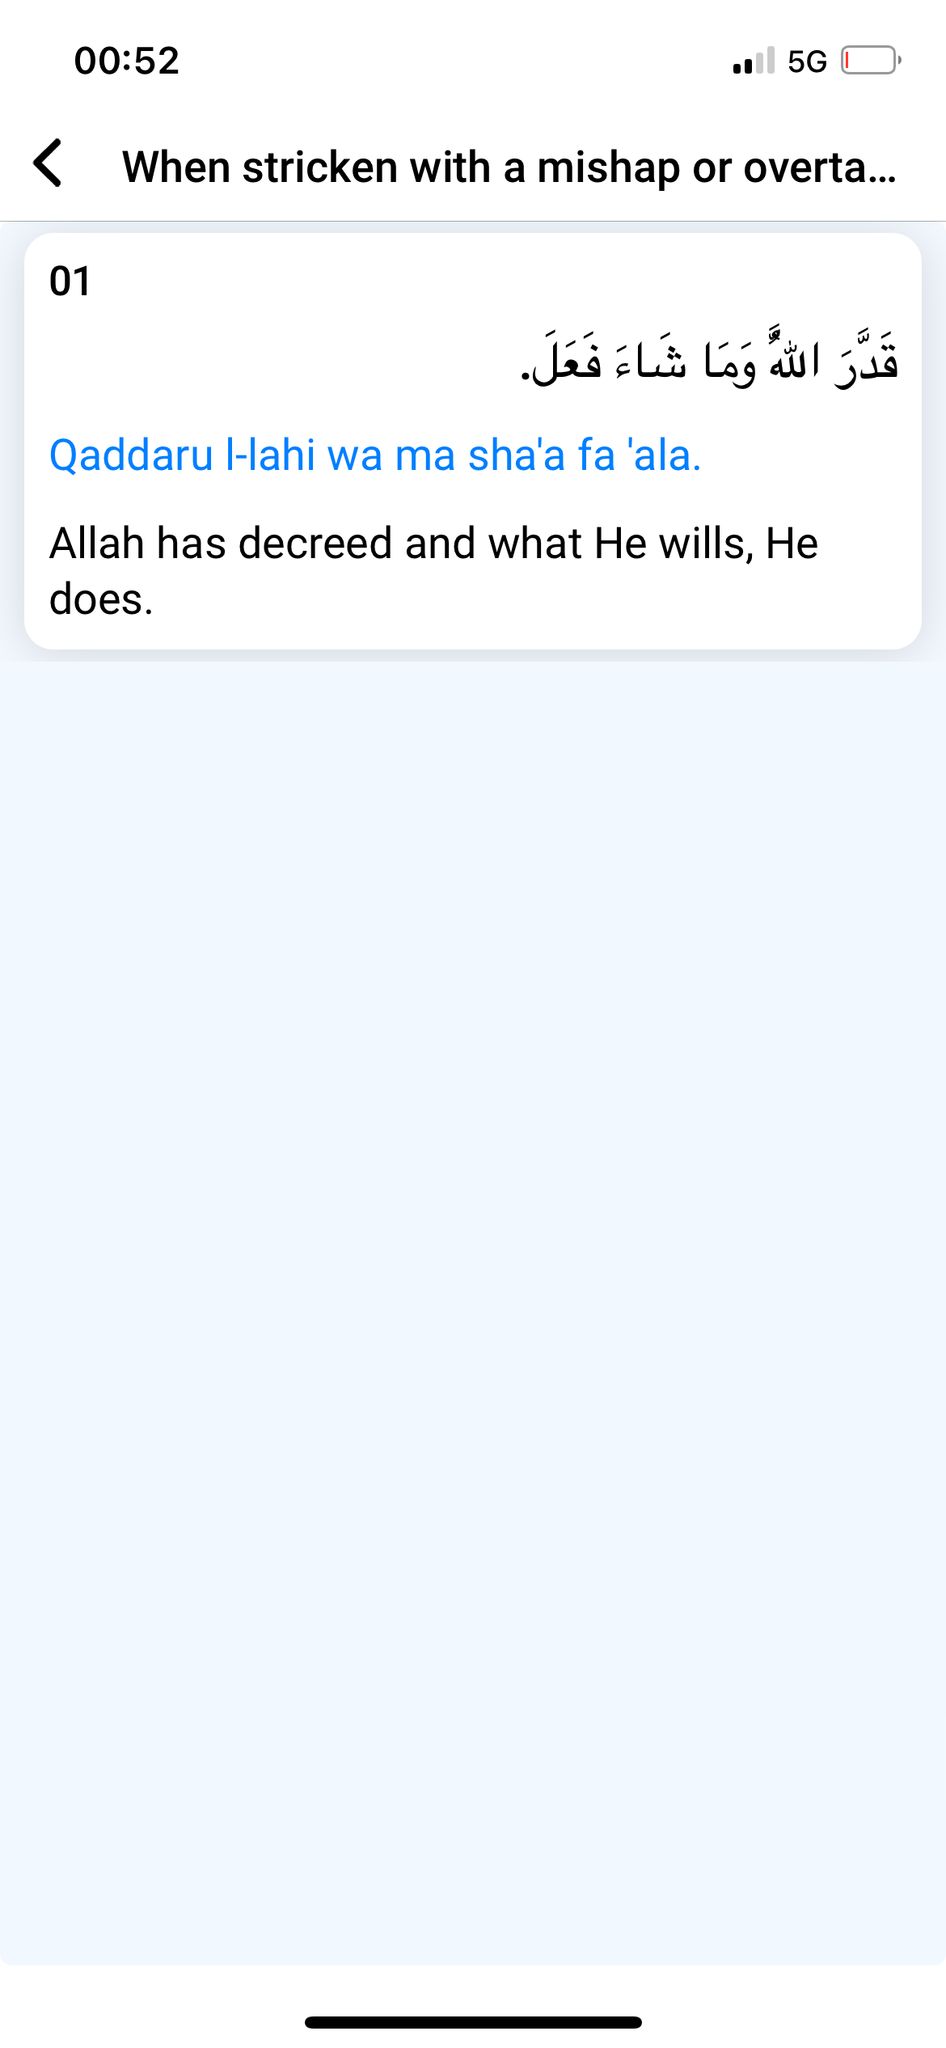 00:52 5G
When stricken with a mishap or overta...
01
قَدَّرَ اللهُ وَمَا شَاءَ فَعَلَ.
Qaddaru l-lahi wa ma sha'a fa 'ala.
Allah has decreed and what He wills, He
does.